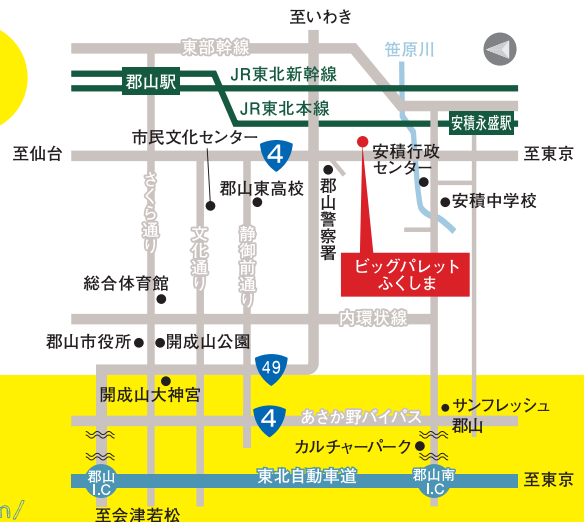 至いわき
東部幹線
笹原川
JR東北新幹線
郡山駅
JR東北本線
安積永盛駅
市民文化センター
至仙台
4
安積行政
センター
至東京
さくら通り
郡山東高校
郡山警察署
安積中学校
文化通り
静御前通り
ビッグパレット
ふくしま
総合体育館
内環状線
郡山市役所
開成山公園
49
開成山大神宮
4
あさか野バイパス
サンフレッシュ
郡山
カルチャーパーク
郡山
I.C
東北自動車道
郡山南
I.C
至東京
至会津若松